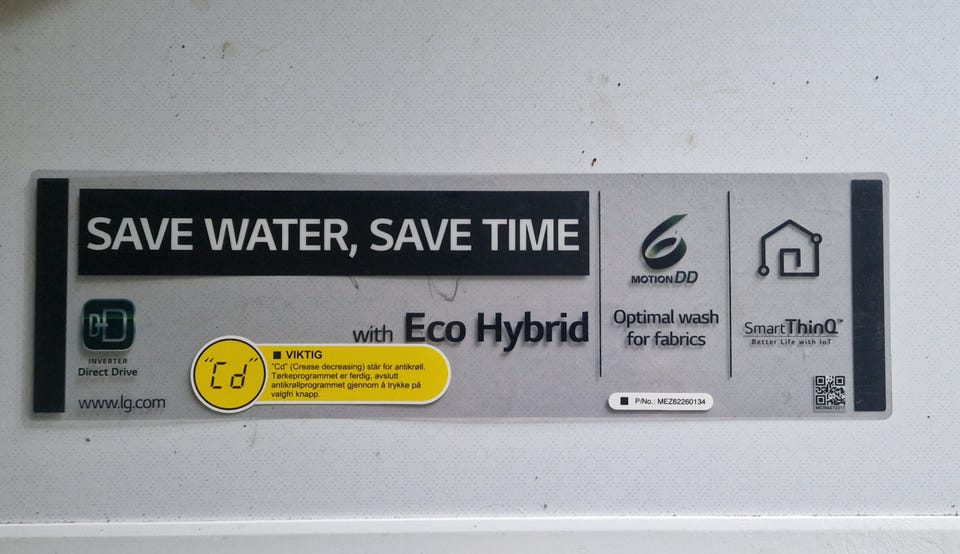 SAVE WATER, SAVE TIME
with Eco Hybrid
INVERTER
Direct Drive
www.lg.com
"Cd"
■ VIKTIG
"Cd" (Crease decreasing) står for antikrøll.
Tørkeprogrammet er ferdig, avslutt
antikrøllprogrammet gjennom å trykke på
valgfri knapp.
6
MOTION DD
Optimal wash
for fabrics
■ P/No.: MEZ62260134
SmartThinQ™
Better Life with IoT